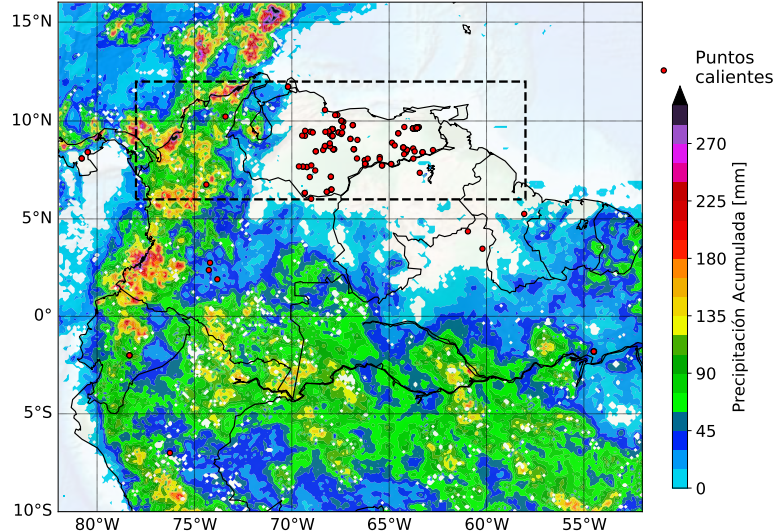 15°N
10°N
5°N
0°
5°S
10°S
80°W
75°W
70°W
65°W
60°W
55°W
Puntos
calientes
270
225
180
135
90
45
0
Precipitación Acumulada [mm]